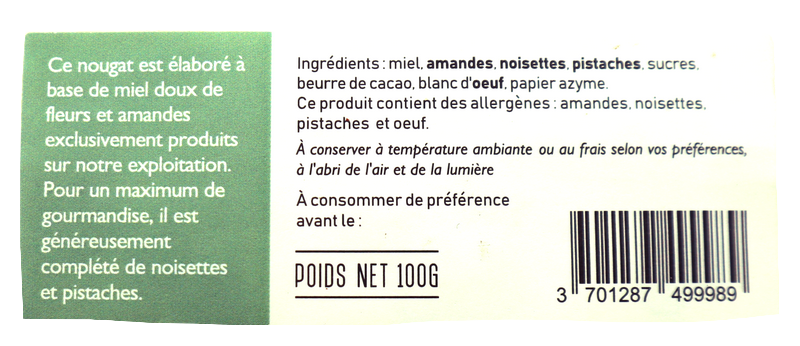 Ce nougat est élaboré à
base de miel doux de
fleurs et amandes
exclusivement produits
sur notre exploitation.
Pour un maximum de
gourmandise, il est
généreusement
complété de noisettes
et pistaches.
Ingrédients : miel, amandes, noisettes, pistaches, sucres,
beurre de cacao, blanc d'oeuf, papier azyme.
Ce produit contient des allergènes : amandes, noisettes,
pistaches et oeuf.
À conserver à température ambiante ou au frais selon vos préférences,
à l'abri de l'air et de la lumière
À consommer de préférence
avant le :
POIDS NET 100G
3 701287 499989